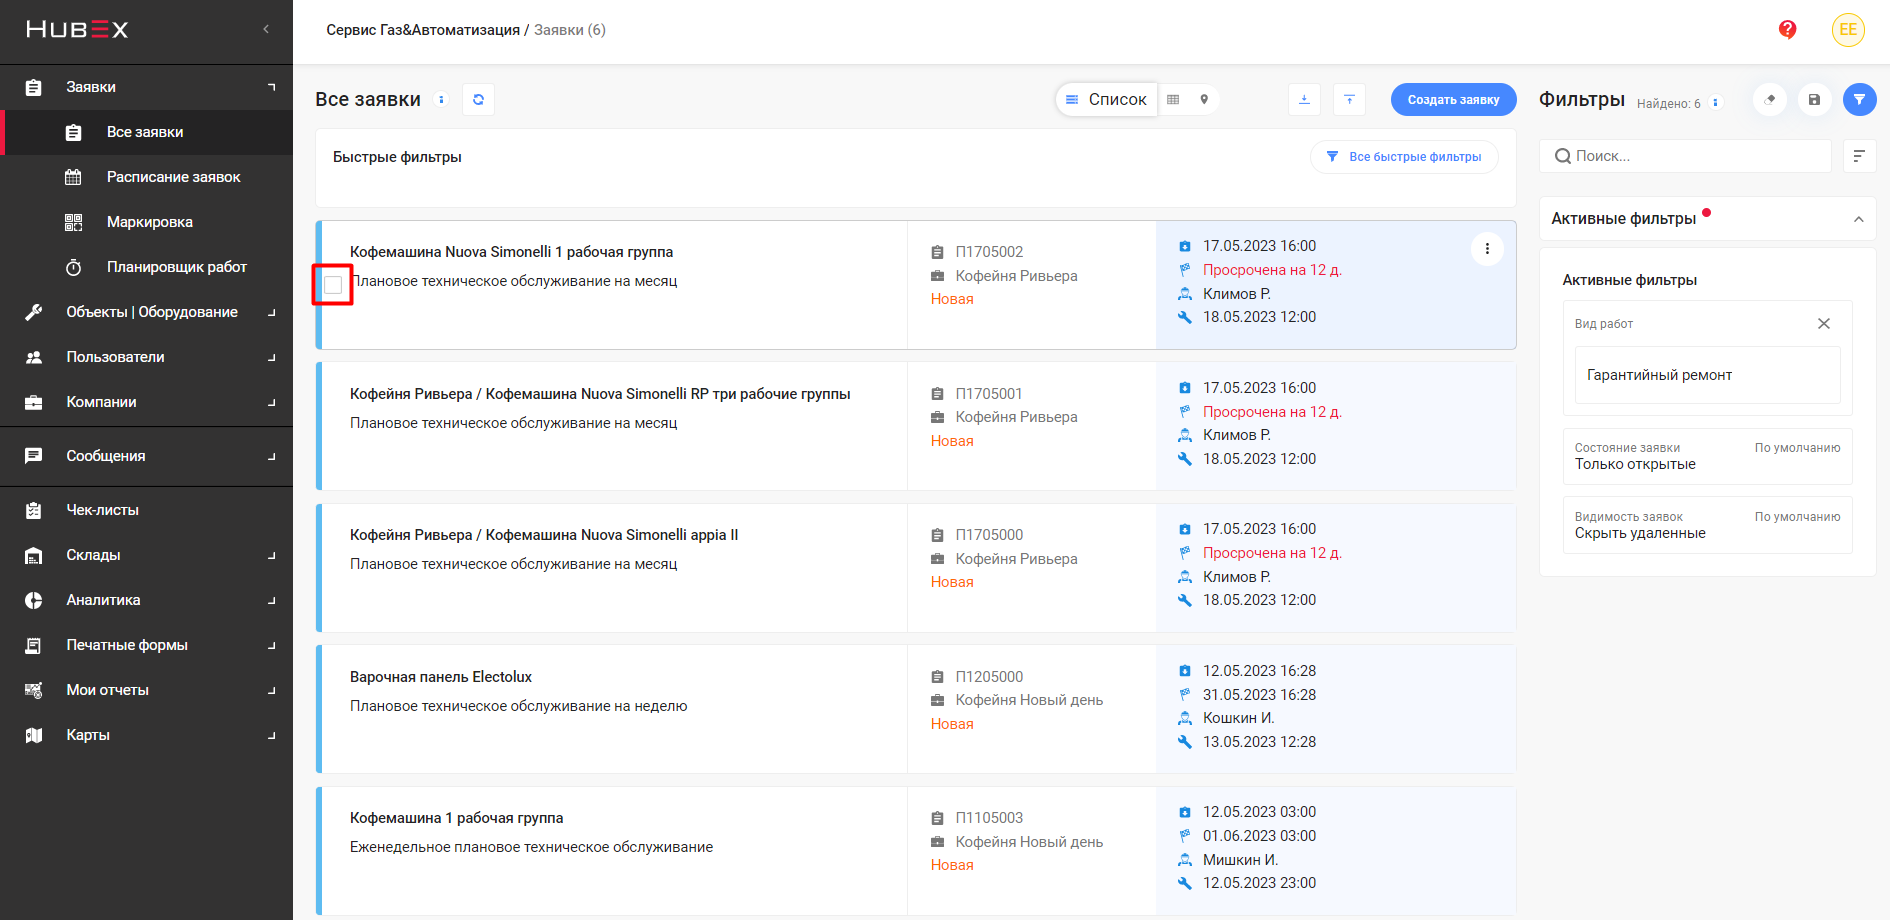 HUBEX
Заявки
Все заявки
Расписание заявок
Маркировка
Планировщик работ
Объекты | Оборудование
Пользователи
Компании
Сообщения
Чек-листы
Склады
Аналитика
Печатные формы
Мои отчеты
Карты
Сервис Газ&Автоматизация / Заявки (6)
EE
Все заявки
Список
Создать заявку
Быстрые фильтры
Все быстрые фильтры
Кофемашина Nuova Simonelli 1 рабочая группа
Плановое техническое обслуживание на месяц
П1705002
Кофейня Ривьера
Новая
17.05.2023 16:00
Просрочена на 12 д.
Климов Р.
18.05.2023 12:00
Кофейня Ривьера / Кофемашина Nuova Simonelli RP три рабочие группы
Плановое техническое обслуживание на месяц
П1705001
Кофейня Ривьера
Новая
17.05.2023 16:00
Просрочена на 12 д.
Климов Р.
18.05.2023 12:00
Кофейня Ривьера / Кофемашина Nuova Simonelli appia II
Плановое техническое обслуживание на месяц
П1705000
Кофейня Ривьера
Новая
17.05.2023 16:00
Просрочена на 12 д.
Климов Р.
18.05.2023 12:00
Варочная панель Electolux
Плановое техническое обслуживание на неделю
П1205000
Кофейня Новый день
Новая
12.05.2023 16:28
31.05.2023 16:28
Кошкин И.
13.05.2023 12:28
Кофемашина 1 рабочая группа
Еженедельное плановое техническое обслуживание
П1105003
Кофейня Новый день
Новая
12.05.2023 03:00
01.06.2023 03:00
Мишкин И.
12.05.2023 23:00
Фильтры Найдено: 6
Поиск...
Активные фильтры
Активные фильтры
Вид работ
Гарантийный ремонт
Состояние заявки По умолчанию
Только открытые
Видимость заявок По умолчанию
Скрыть удаленные